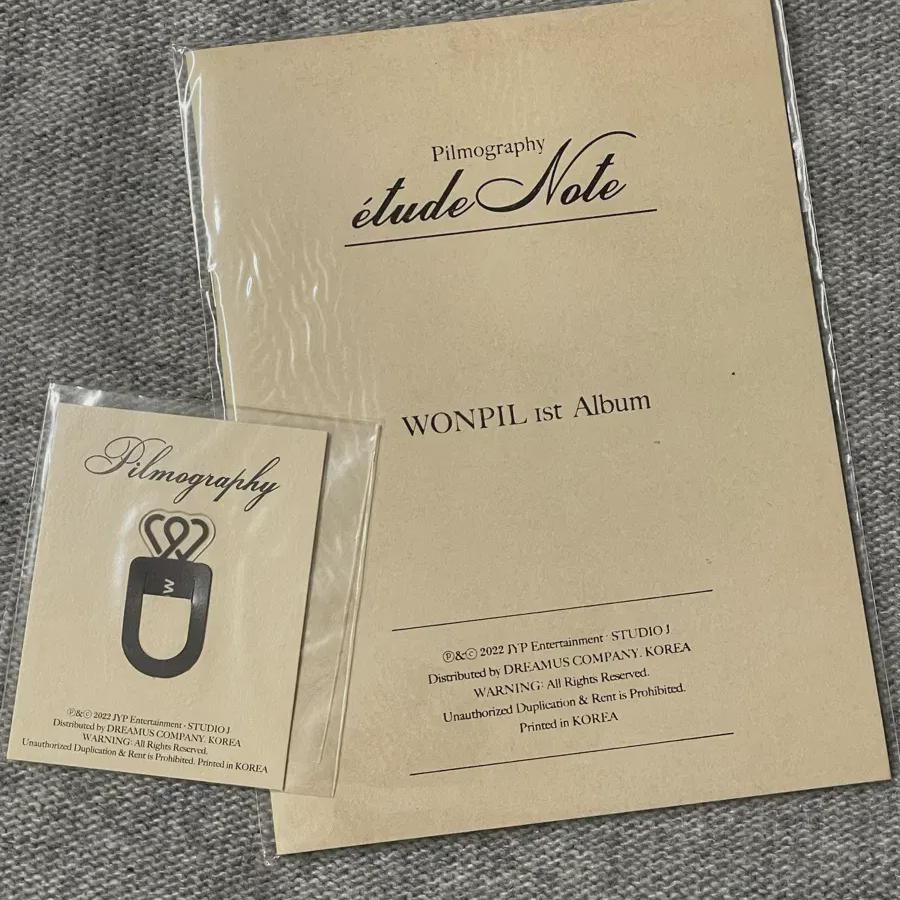 Pilmography
étude Note
WONPIL 1st Album
Ⓟ&ⓒ 2022 JYP Entertainment · STUDIO J
Distributed by DREAMUS COMPANY. KOREA
WARNING: All Rights Reserved.
Unauthorized Duplication & Rent is Prohibited.
Printed in KOREA
Pilmography
W
Ⓟ&ⓒ 2022 JYP Entertainment · STUDIO J
Distributed by DREAMUS COMPANY. KOREA
WARNING: All Rights Reserved.
Unauthorized Duplication & Rent is Prohibited. Printed in KOREA